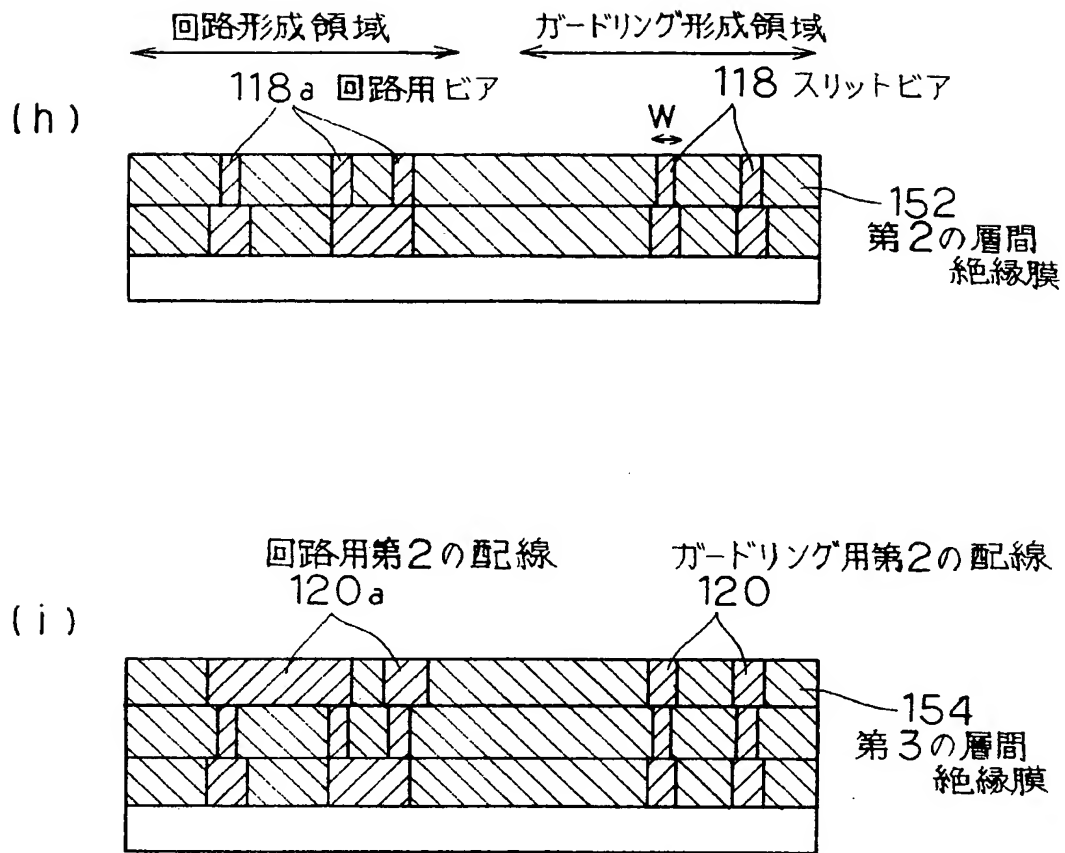 回路形成領域
ガードリング形成領域
(h)
118a 回路用ビア
118 スリットビア
W
152
第2の層間
絶縁膜
回路用第2の配線
120a
ガードリング用第2の配線
120
(i)
154
第3の層間
絶縁膜